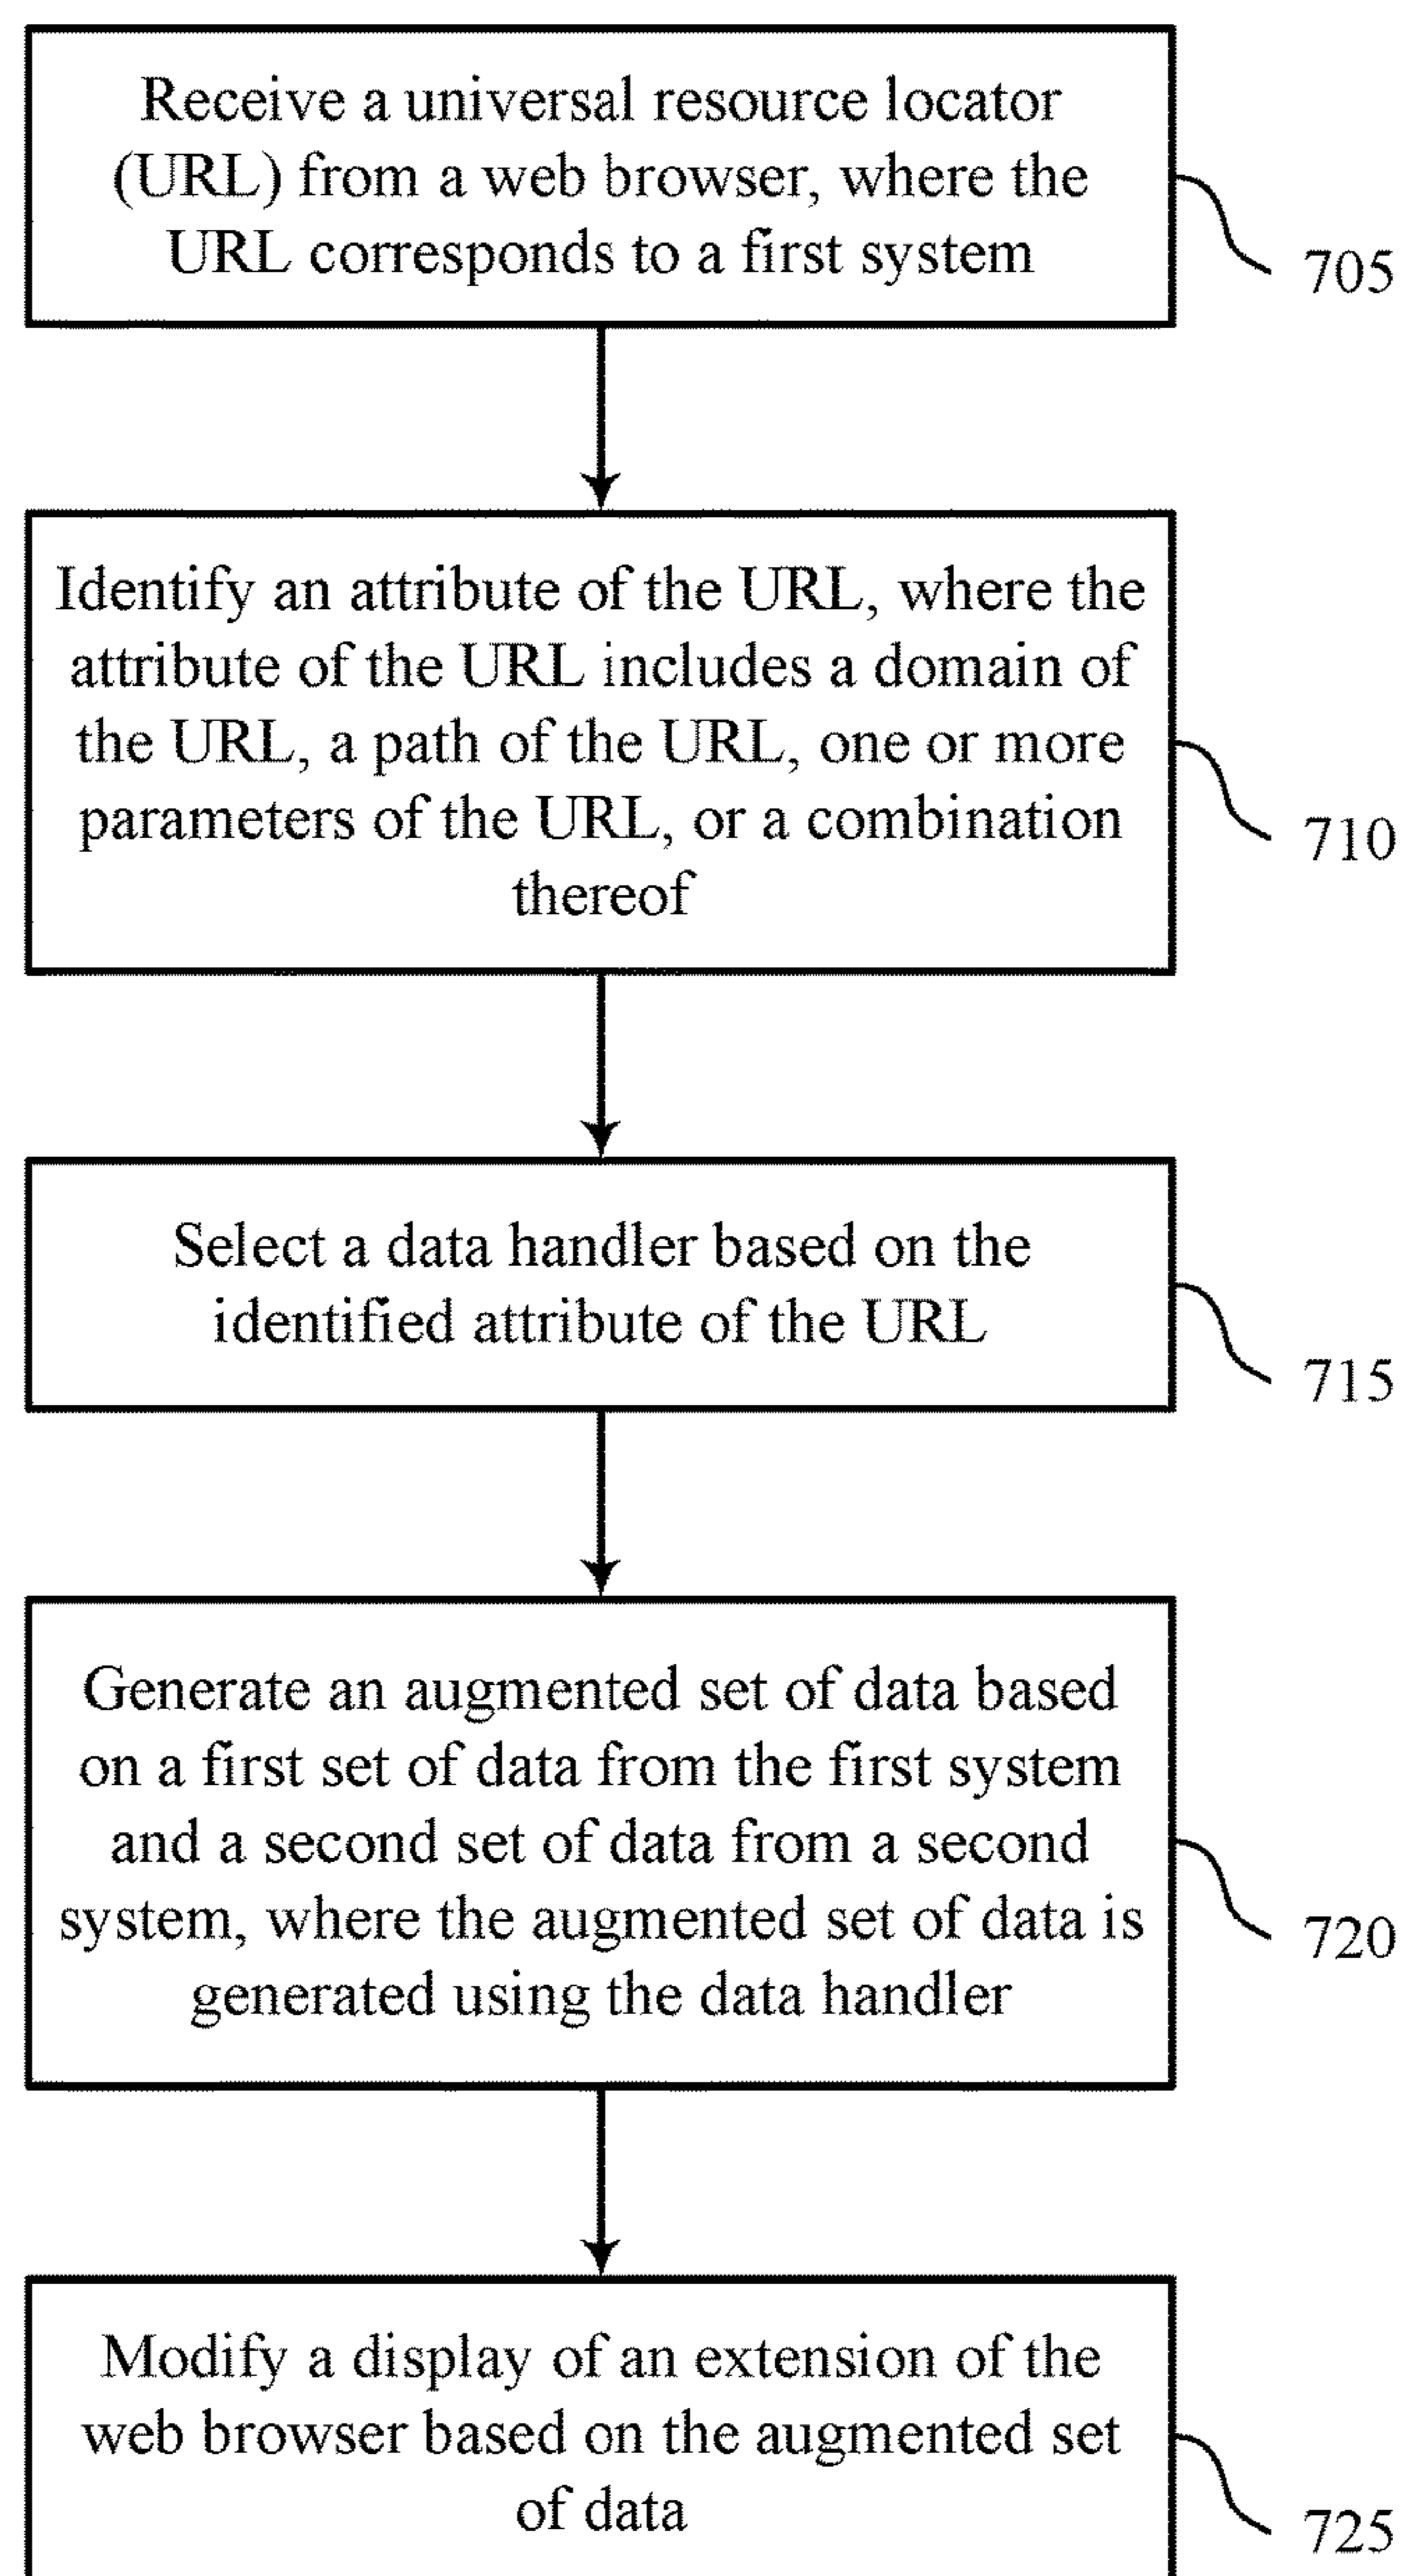 Receive a universal resource locator
(URL) from a web browser, where the
URL corresponds to a first system
705
Identify an attribute of the URL, where the
attribute of the URL includes a domain of
the URL, a path of the URL, one or more
parameters of the URL, or a combination
thereof
710
Select a data handler based on the
identified attribute of the URL
715
Generate an augmented set of data based
on a first set of data from the first system
and a second set of data from a second
system, where the augmented set of data is
generated using the data handler
720
Modify a display of an extension of the
web browser based on the augmented set
of data
725